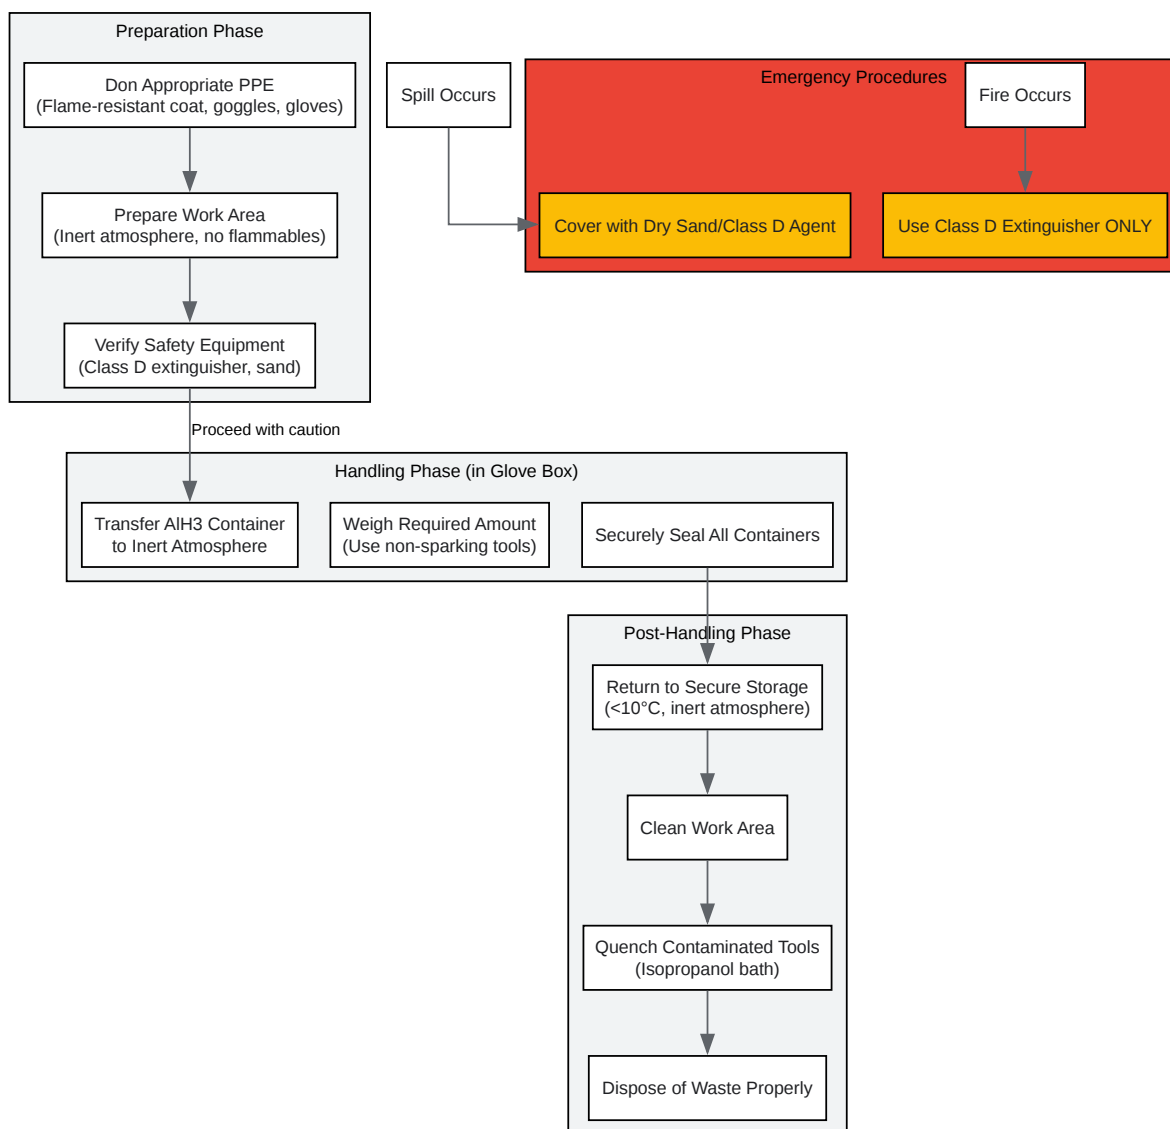 Preparation Phase
Don Appropriate PPE
(Flame-resistant coat, goggles, gloves)
Prepare Work Area
(Inert atmosphere, no flammables)
Verify Safety Equipment
(Class D extinguisher, sand)
Spill Occurs
Emergency Procedures
Fire Occurs
Cover with Dry Sand/Class D Agent
Use Class D Extinguisher ONLY
Proceed with caution
Handling Phase (in Glove Box)
Transfer AlH3 Container
to Inert Atmosphere
Weigh Required Amount
(Use non-sparking tools)
Securely Seal All Containers
Post-Handling Phase
Return to Secure Storage
(<10°C, inert atmosphere)
Clean Work Area
Quench Contaminated Tools
(Isopropanol bath)
Dispose of Waste Properly